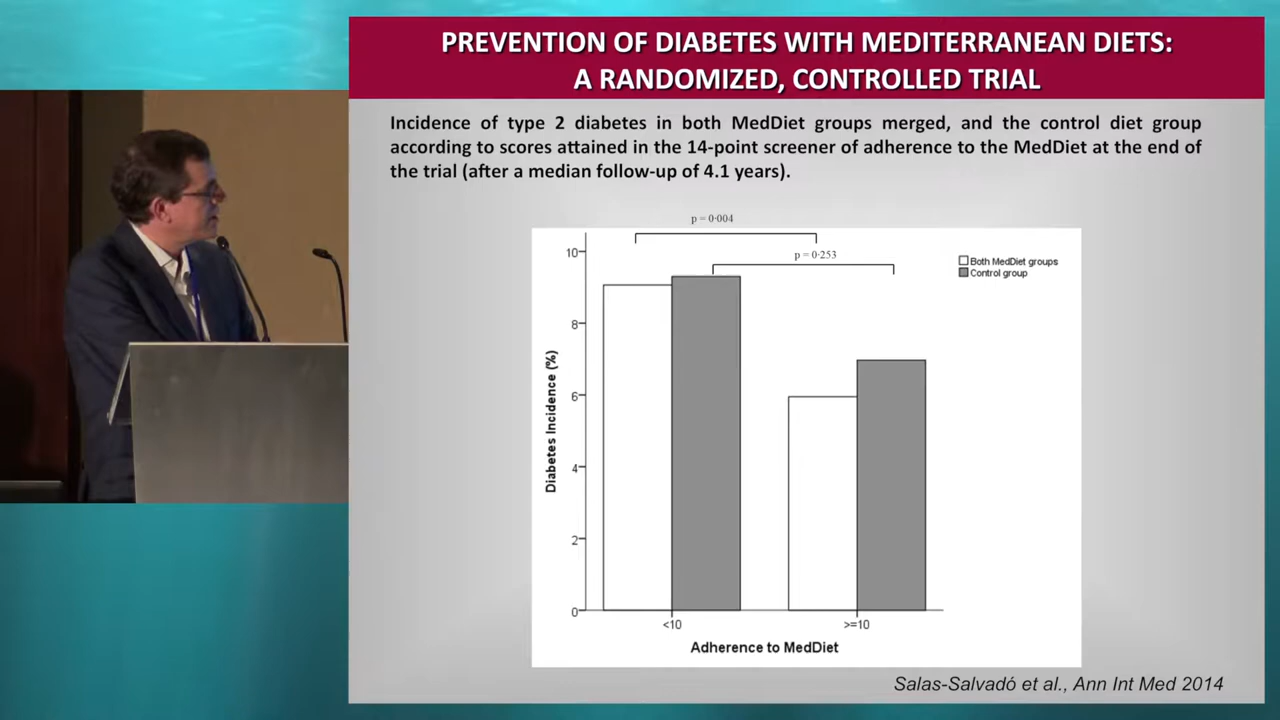 PREVENTION OF DIABETES WITH MEDITERRANEAN DIETS:
A RANDOMIZED, CONTROLLED TRIAL
Incidence of type 2 diabetes in both MedDiet groups merged, and the control diet group
according to scores attained in the 14-point screener of adherence to the MedDiet at the end of
the trial (after a median follow-up of 4.1 years).
p = 0·004
p = 0·253
Both MedDiet groups
Control group
10
8
6
4
2
0
Diabetes Incidence (%)
<10
>=10
Adherence to MedDiet
Salas-Salvadó et al., Ann Int Med 2014